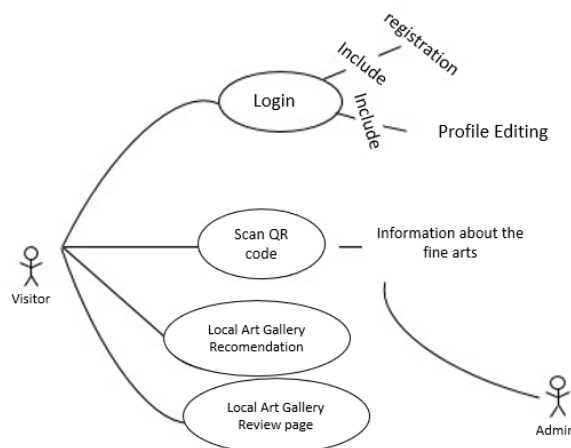 registration
Include
Login
Include
Profile Editing
Scan QR
code
Information about the
fine arts
Visitor
Local Art Gallery
Recomendation
Local Art Gallery
Review page
Admin